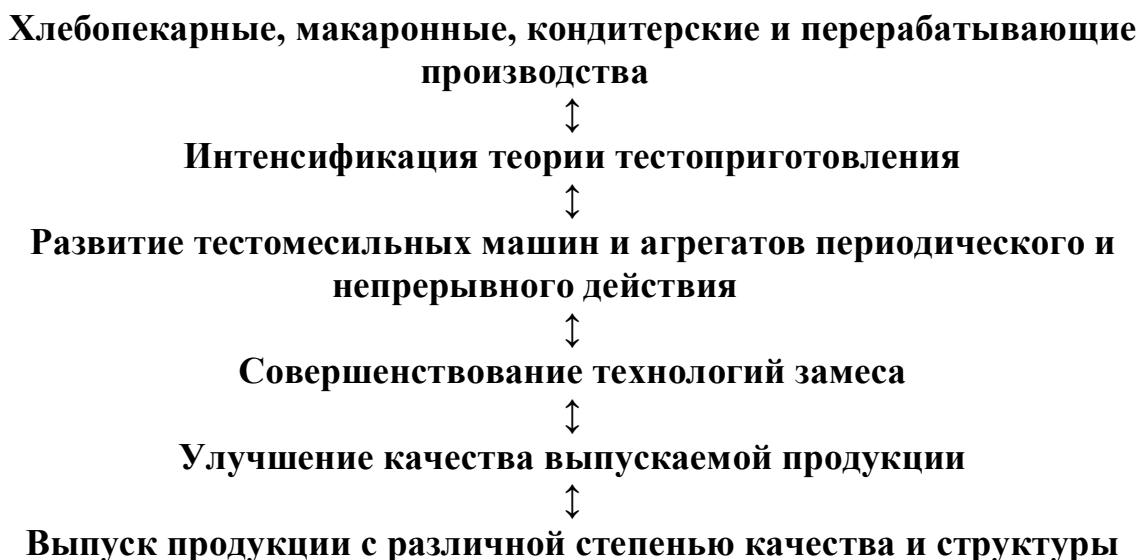 Хлебопекарные, макаронные, кондитерские и перерабатывающие
производства
↕
Интенсификация теории тестоприготовления
↕
Развитие тестомесильных машин и агрегатов периодического и
непрерывного действия
↕
Совершенствование технологий замеса
↕
Улучшение качества выпускаемой продукции
↕
Выпуск продукции с различной степенью качества и структуры